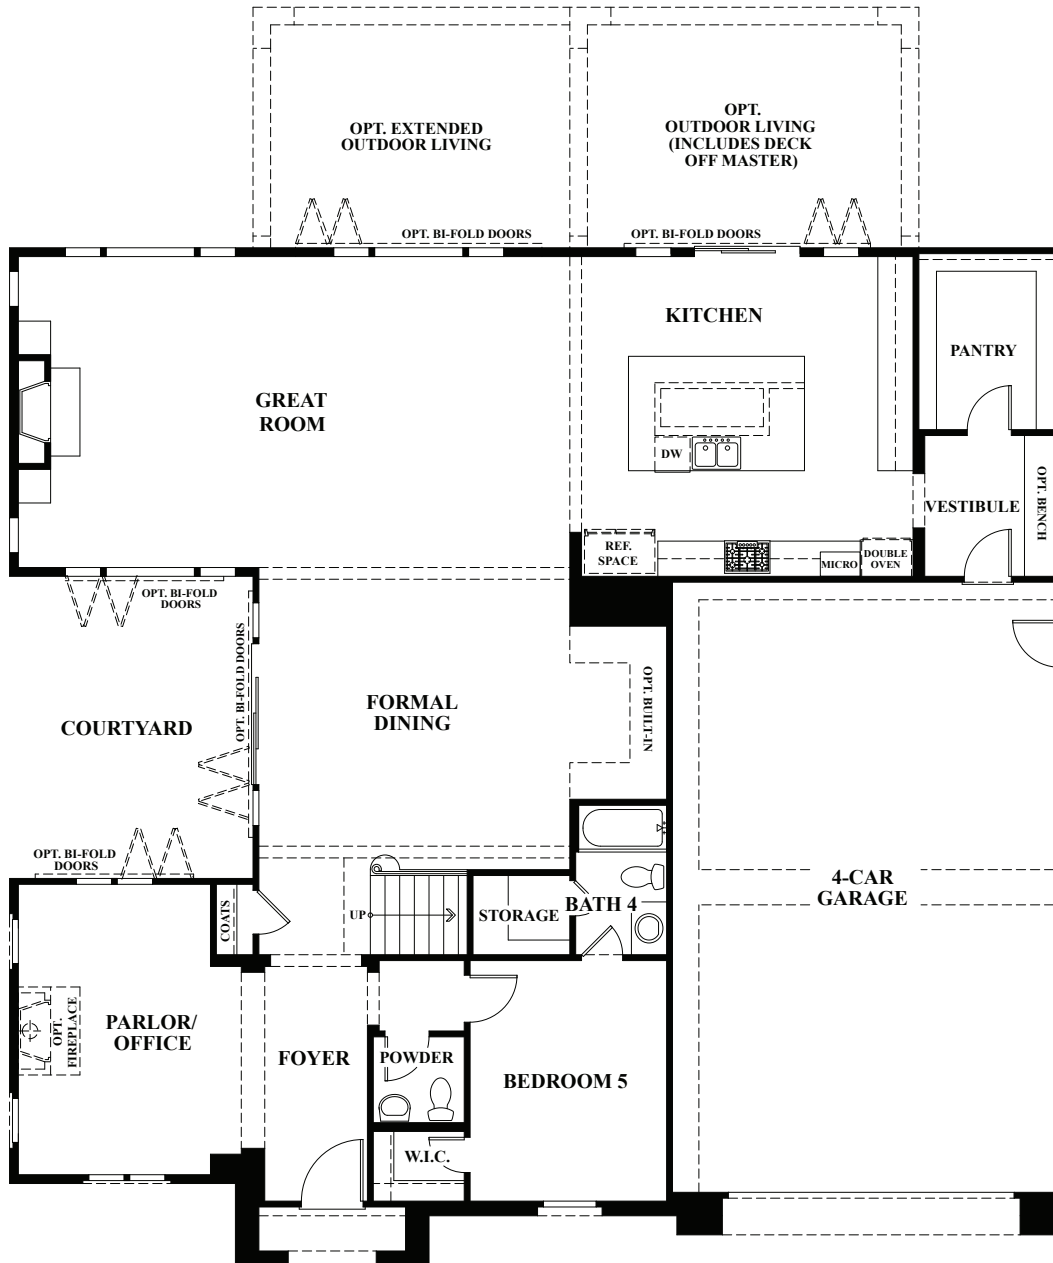 OPT. EXTENDED
OUTDOOR LIVING
OPT.
OUTDOOR LIVING
(INCLUDES DECK
OFF MASTER)
OPT. BI-FOLD DOORS
OPT. BI-FOLD DOORS
KITCHEN
PANTRY
GREAT
ROOM
DW
VESTIBULE
OPT. BENCH
REF.
SPACE
MICRO
DOUBLE
OVEN
OPT. BI-FOLD
DOORS
OPT. BI-FOLD DOORS
FORMAL
DINING
OPT. BUILT-IN
COURTYARD
OPT. BI-FOLD
DOORS
4-CAR
GARAGE
COATS
UP
STORAGE
BATH 4
PARLOR/
OFFICE
OPT.
FIREPLACE
FOYER
POWDER
BEDROOM 5
W.I.C.